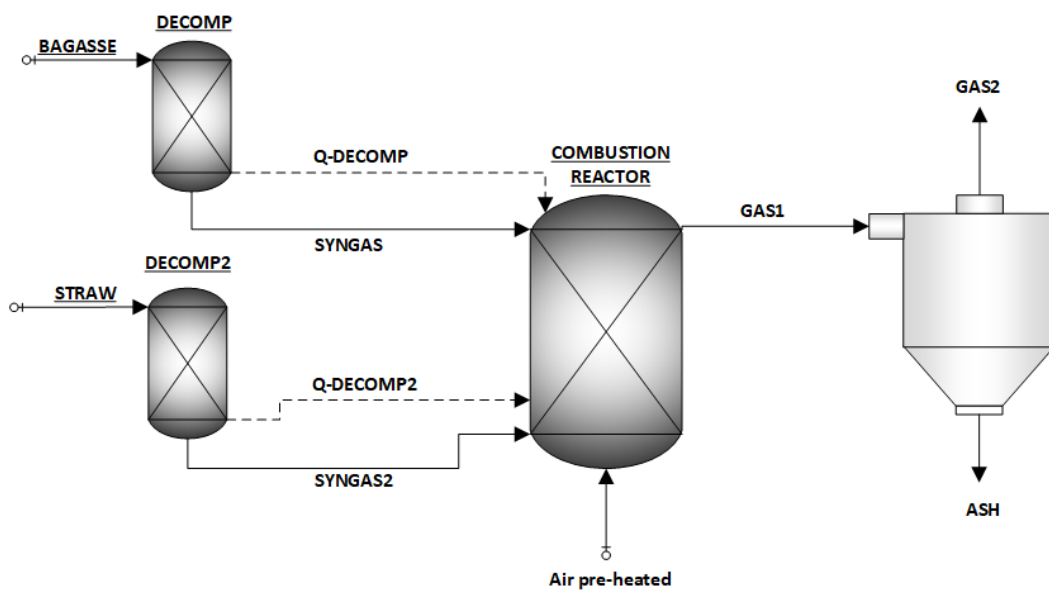 DECOMP
BAGASSE
GAS2
Q-DECOMP
COMBUSTION
REACTOR
GAS1
SYNGAS
DECOMP2
STRAW
Q-DECOMP2
SYNGAS2
ASH
Air pre-heated